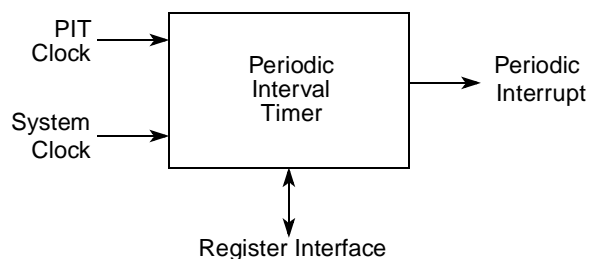 PIT
Clock
Periodic
Interval
Timer
Periodic
Interrupt
System
Clock
Register Interface